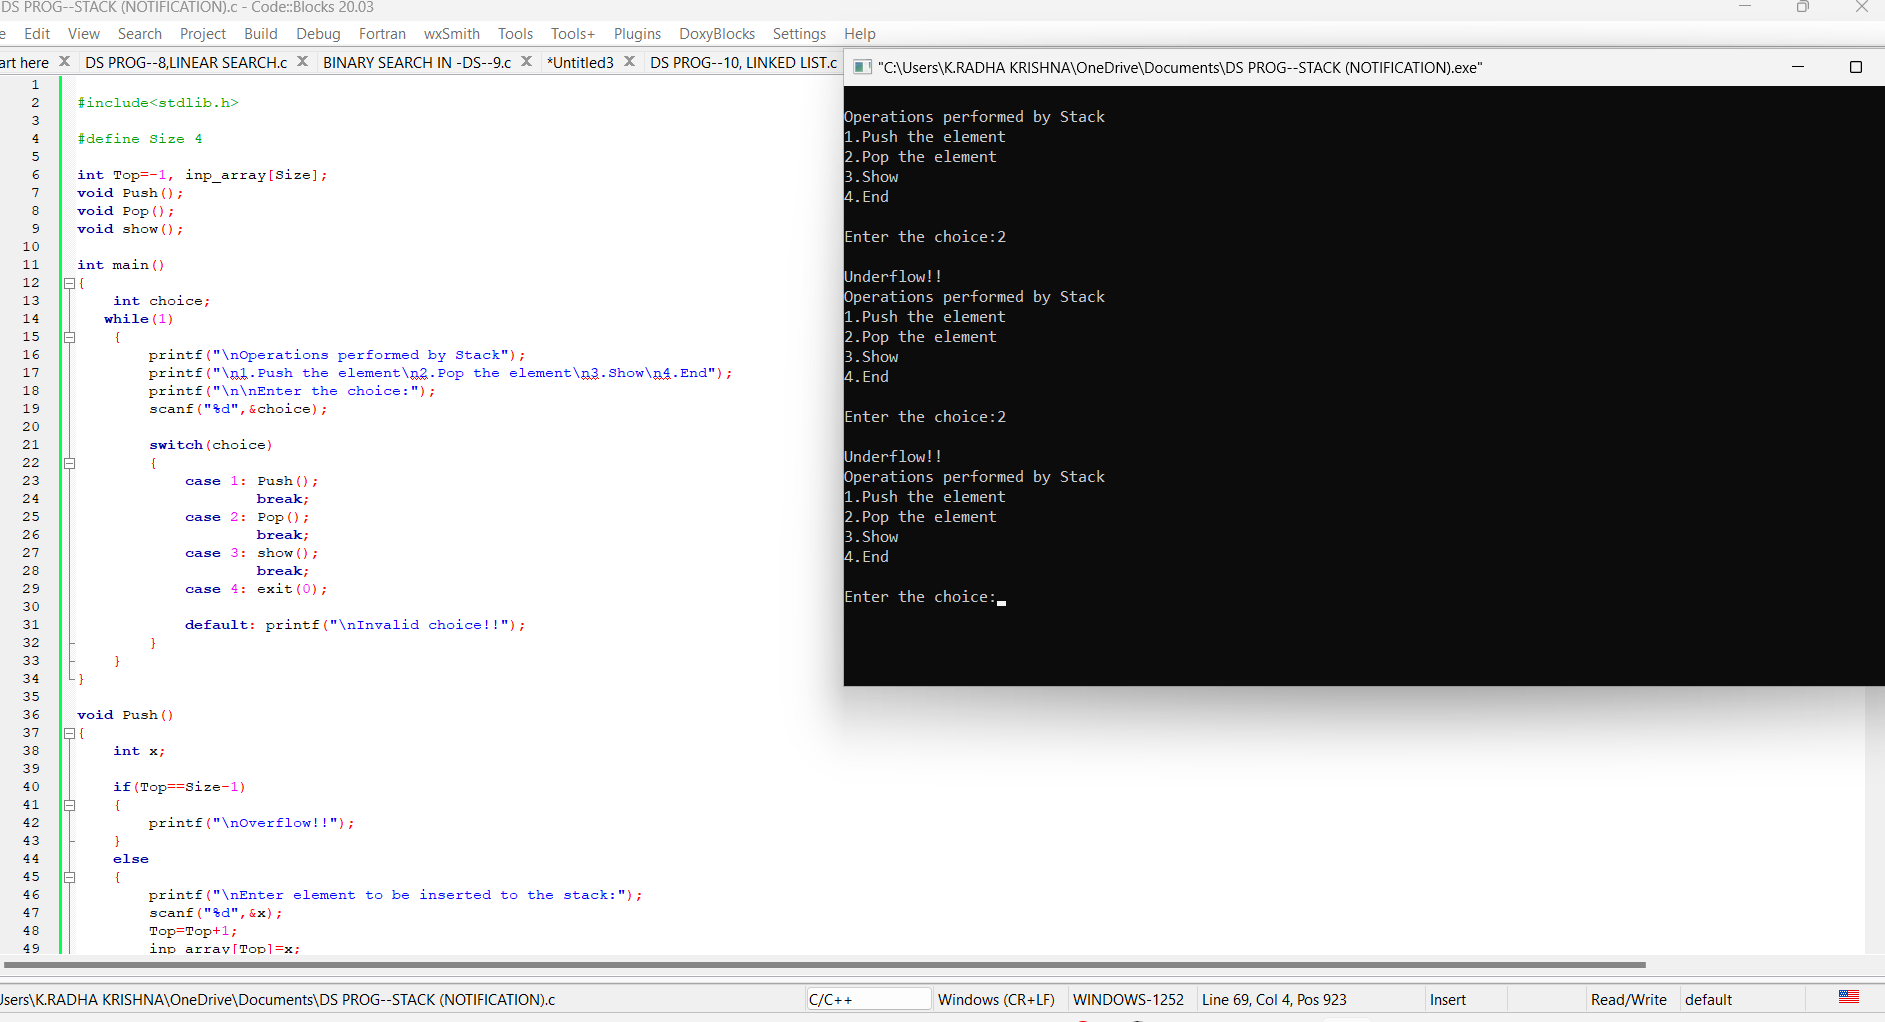 DS PROG--STACK (NOTIFICATION).c - Code::Blocks 20.03
e Edit View Search Project Build Debug Fortran wxSmith Tools Tools+ Plugins DoxyBlocks Settings Help
art here DS PROG--8,LINEAR SEARCH.c BINARY SEARCH IN -DS--9.c *Untitled3 DS PROG--10, LINKED LIST.c
1
2 #include<stdlib.h>
3
4 #define Size 4
5
6 int Top=-1, inp_array[Size];
7 void Push();
8 void Pop();
9 void show();
10
11 int main()
12 {
13 int choice;
14 while(1)
15 {
16 printf("\nOperations performed by Stack");
17 printf("\n1.Push the element\n2.Pop the element\n3.Show\n4.End");
18 printf("\n\nEnter the choice:");
19 scanf("%d",&choice);
20
21 switch(choice)
22 {
23 case 1: Push();
24 break;
25 case 2: Pop();
26 break;
27 case 3: show();
28 break;
29 case 4: exit(0);
30
31 default: printf("\nInvalid choice!!");
32 }
33 }
34 }
35
36 void Push()
37 {
38 int x;
39
40 if(Top==Size-1)
41 {
42 printf("\nOverflow!!");
43 }
44 else
45 {
46 printf("\nEnter element to be inserted to the stack:");
47 scanf("%d",&x);
48 Top=Top+1;
49 inp_array[Top]=x;
"C:\Users\K.RADHA KRISHNA\OneDrive\Documents\DS PROG--STACK (NOTIFICATION).exe"
Operations performed by Stack
1.Push the element
2.Pop the element
3.Show
4.End
Enter the choice:2
Underflow!!
Operations performed by Stack
1.Push the element
2.Pop the element
3.Show
4.End
Enter the choice:2
Underflow!!
Operations performed by Stack
1.Push the element
2.Pop the element
3.Show
4.End
Enter the choice:
Jsers\K.RADHA KRISHNA\OneDrive\Documents\DS PROG--STACK (NOTIFICATION).c C/C++ Windows (CR+LF) WINDOWS-1252 Line 69, Col 4, Pos 923 Insert Read/Write default